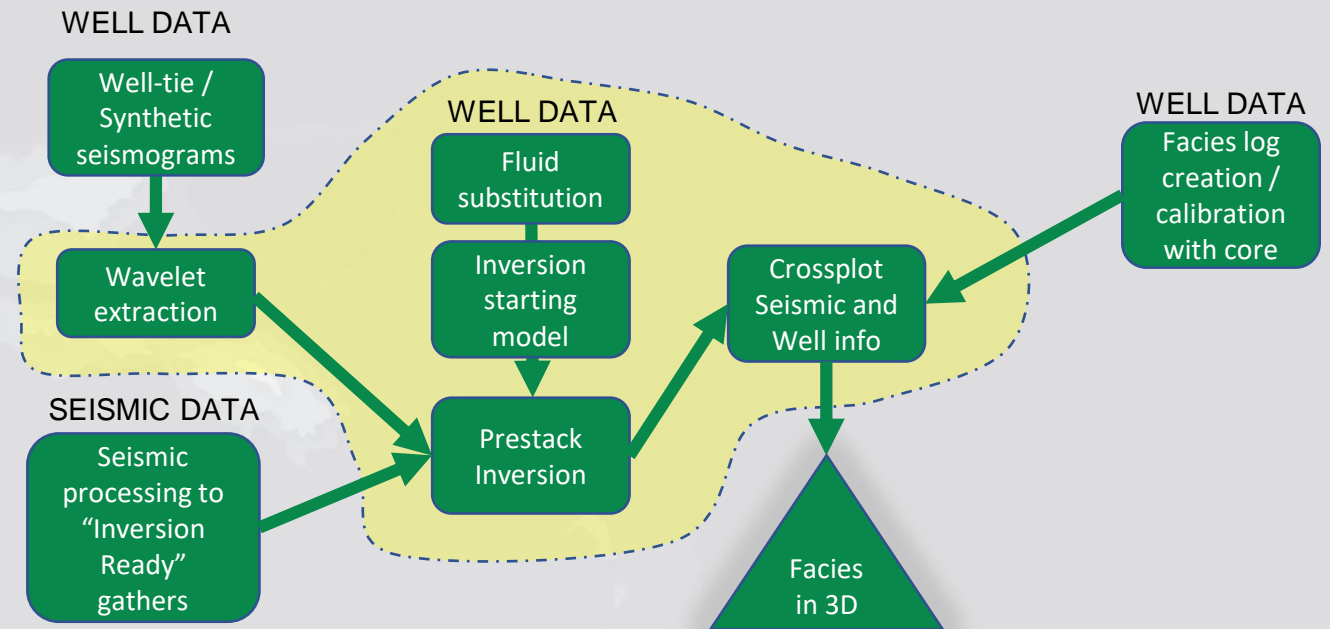 WELL DATA
Well-tie /
Synthetic
seismograms
Wavelet
extraction
SEISMIC DATA
Seismic
processing to
“Inversion
Ready”
gathers
WELL DATA
Fluid
substitution
Inversion
starting
model
Prestack
Inversion
Crossplot
Seismic and
Well info
WELL DATA
Facies log
creation /
calibration
with core
Facies
in 3D